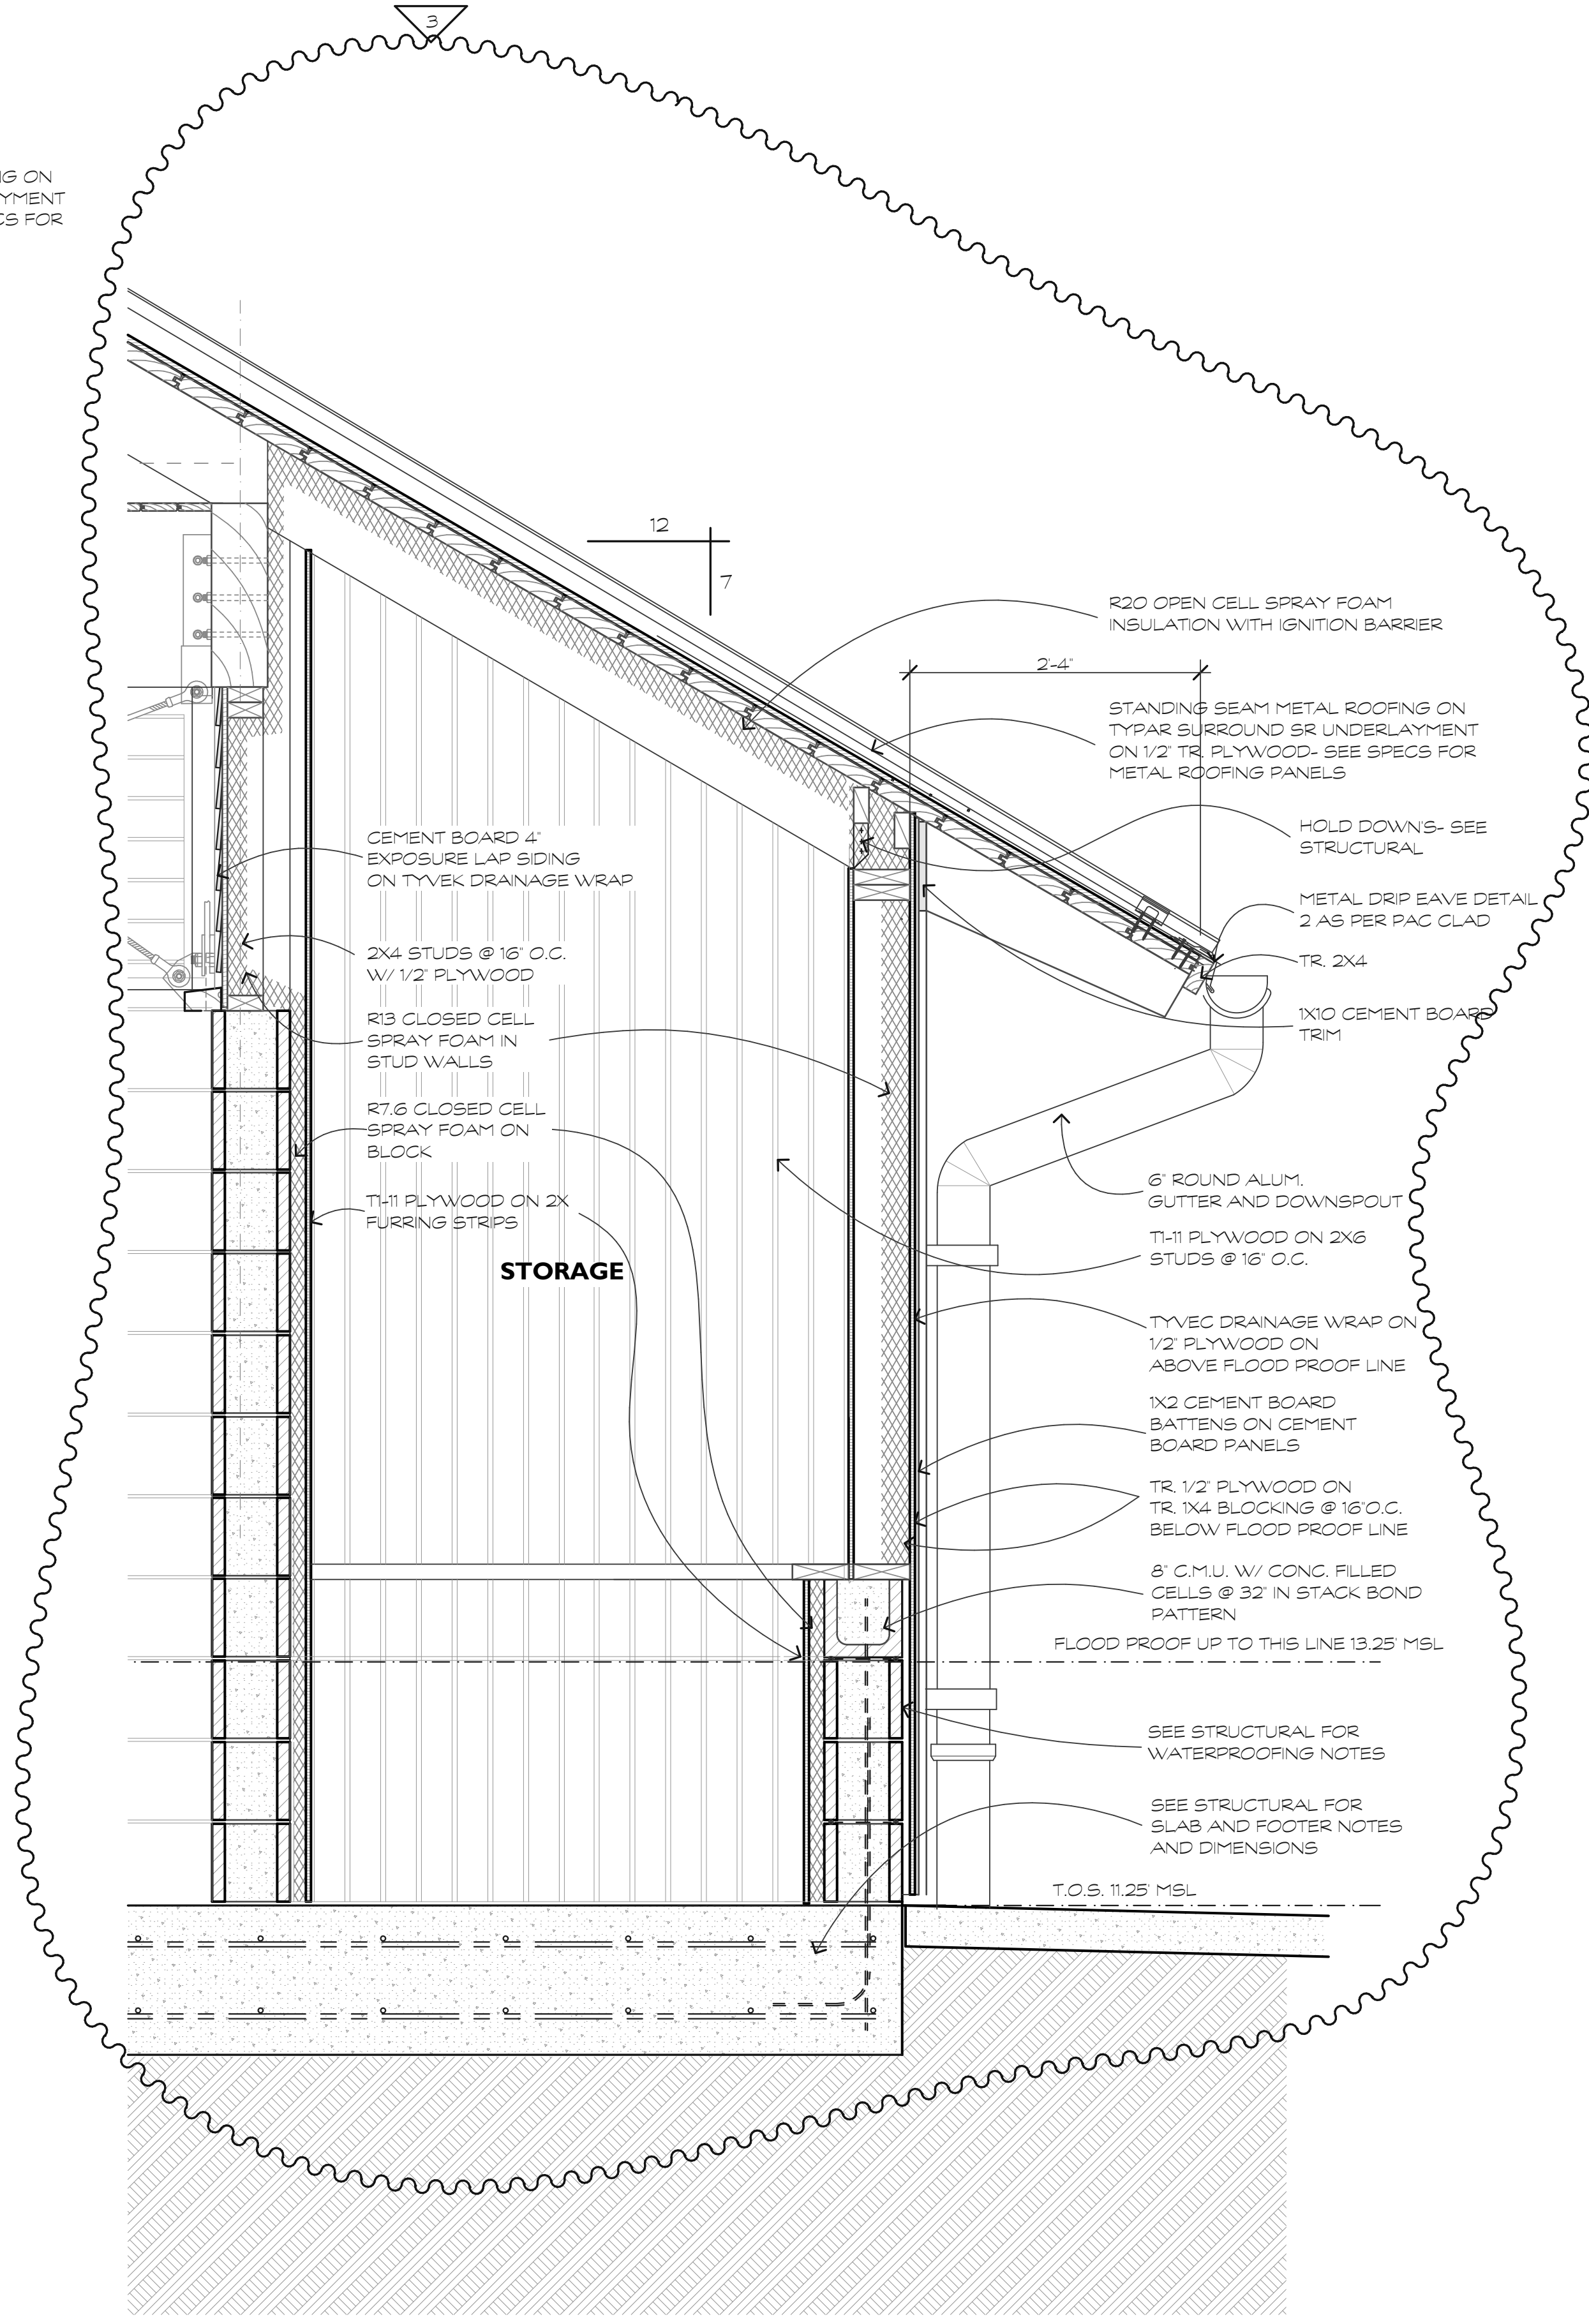 3
NG ON
YMENT
CS FOR
12
7
R20 OPEN CELL SPRAY FOAM
INSULATION WITH IGNITION BARRIER
2'-4"
STANDING SEAM METAL ROOFING ON
TYPAR SURROUND SR UNDERLAYMENT
ON 1/2" TR. PLYWOOD- SEE SPECS FOR
METAL ROOFING PANELS
HOLD DOWN'S- SEE
STRUCTURAL
METAL DRIP EAVE DETAIL
2 AS PER PAC CLAD
TR. 2X4
1X10 CEMENT BOARD
TRIM
CEMENT BOARD 4"
EXPOSURE LAP SIDING
ON TYVEK DRAINAGE WRAP
2X4 STUDS @ 16" O.C.
W/ 1/2" PLYWOOD
R13 CLOSED CELL
SPRAY FOAM IN
STUD WALLS
R7.6 CLOSED CELL
SPRAY FOAM ON
BLOCK
T1-11 PLYWOOD ON 2X
FURRING STRIPS
STORAGE
6" ROUND ALUM.
GUTTER AND DOWNSPOUT
T1-11 PLYWOOD ON 2X6
STUDS @ 16" O.C.
TYVEC DRAINAGE WRAP ON
1/2" PLYWOOD ON
ABOVE FLOOD PROOF LINE
1X2 CEMENT BOARD
BATTENS ON CEMENT
BOARD PANELS
TR. 1/2" PLYWOOD ON
TR. 1X4 BLOCKING @ 16"O.C.
BELOW FLOOD PROOF LINE
8" C.M.U. W/ CONC. FILLED
CELLS @ 32" IN STACK BOND
PATTERN
FLOOD PROOF UP TO THIS LINE 13.25' MSL
SEE STRUCTURAL FOR
WATERPROOFING NOTES
SEE STRUCTURAL FOR
SLAB AND FOOTER NOTES
AND DIMENSIONS
T.O.S. 11.25' MSL